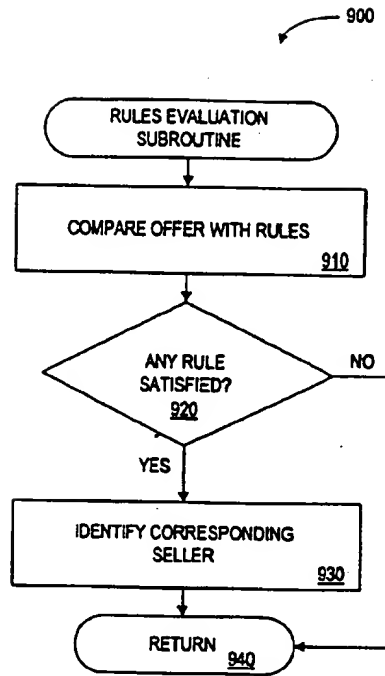 900
RULES EVALUATION
SUBROUTINE
COMPARE OFFER WITH RULES
910
ANY RULE
SATISFIED?
920
NO
YES
IDENTIFY CORRESPONDING
SELLER
930
RETURN
940